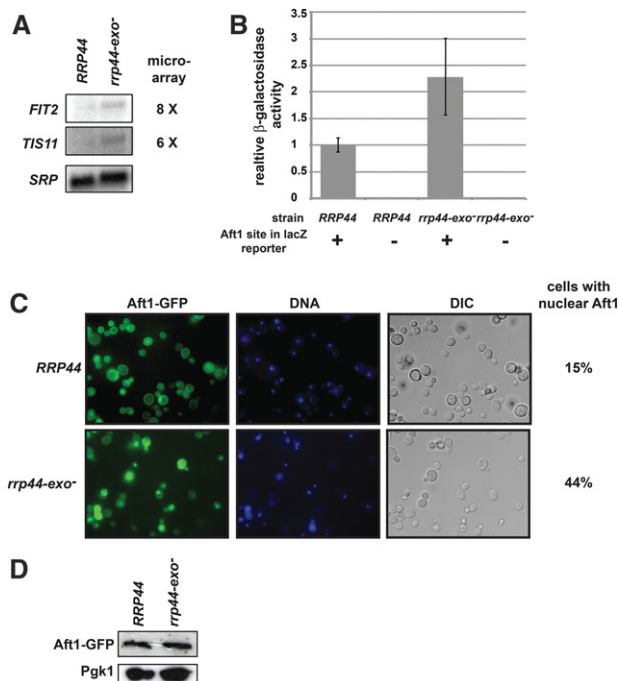 A
RRP44
rrp44-exo-
micro-
array
FIT2
8 X
TIS11
6 X
SRP
B
realtive β-galactosidase
activity
3.5
3
2.5
2
1.5
1
0.5
0
strain RRP44 RRP44 rrp44-exo- rrp44-exo-
Aft1 site in lacZ
reporter
+ - + -
C
Aft1-GFP
DNA
DIC
cells with
nuclear Aft1
RRP44
15%
rrp44-exo-
44%
D
RRP44
rrp44-exo-
Aft1-GFP
Pgk1